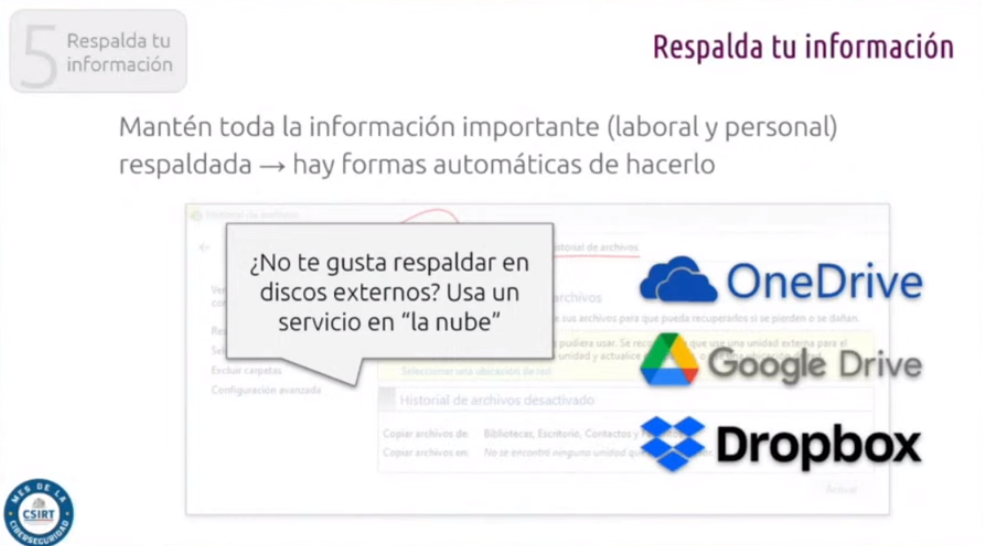 5
Respalda tu
información
Respalda tu información
Mantén toda la información importante (laboral y personal)
respaldada → hay formas automáticas de hacerlo
Historial de archivos
¿No te gusta respaldar en
discos externos? Usa un
servicio en “la nube”
OneDrive
Google Drive
Dropbox
archivos
sus archivos para que pueda recuperarlos si se pierden o se dañan.
pudiera usar. Se
que use una unidad externa para el
unidad y actualice
Seleccionar una ubicación de red
Excluir carpetas
Configuración avanzada
Historial de archivos desactivado
Copiar archivos de: Bibliotecas, Escritorio, Contactos y
Copiar archivos en: No se encontró ninguna unidad
MES DE LA
CSIRT
CIBERSEGURIDAD